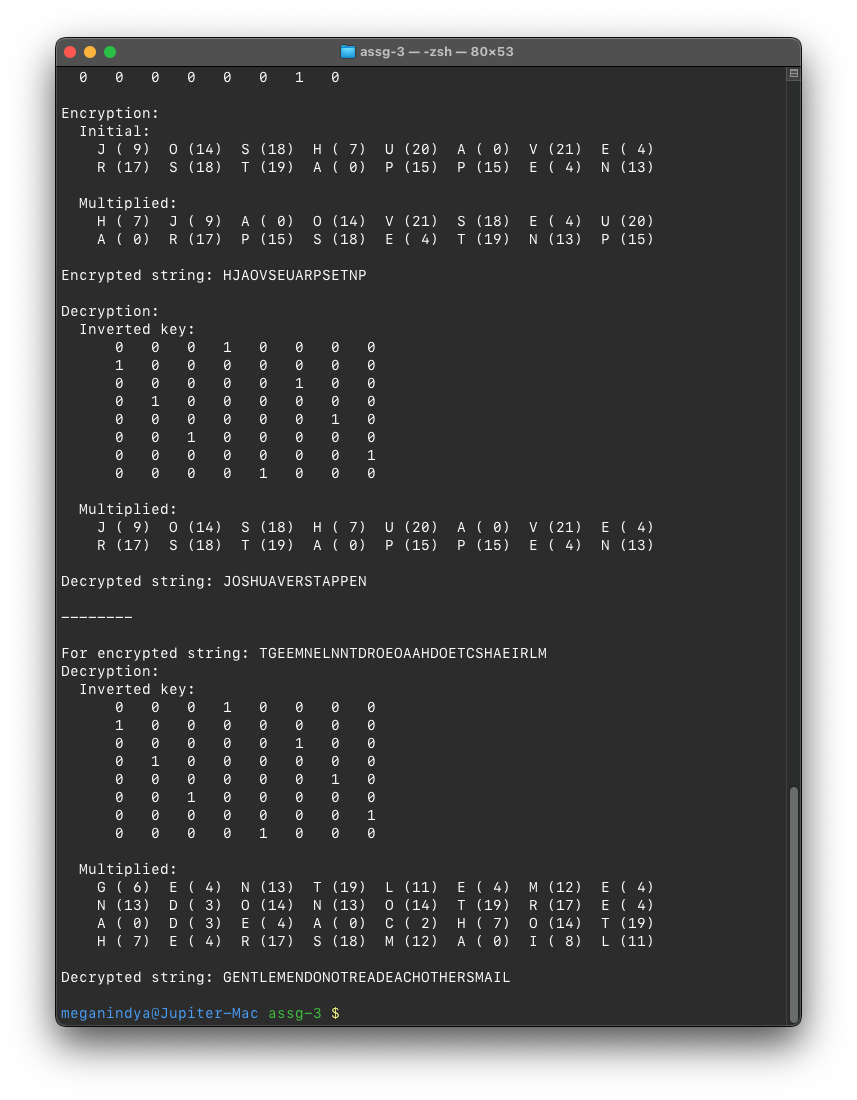 assg-3 — -zsh — 80×53
0 0 0 0 0 0 1 0
Encryption:
Initial:
J ( 9) O (14) S (18) H ( 7) U (20) A ( 0) V (21) E ( 4)
R (17) S (18) T (19) A ( 0) P (15) P (15) E ( 4) N (13)
Multiplied:
H ( 7) J ( 9) A ( 0) O (14) V (21) S (18) E ( 4) U (20)
A ( 0) R (17) P (15) S (18) E ( 4) T (19) N (13) P (15)
Encrypted string: HJAOVSEUARPSETNP
Decryption:
Inverted key:
0 0 0 1 0 0 0 0
1 0 0 0 0 0 0 0
0 0 0 0 0 1 0 0
0 1 0 0 0 0 0 0
0 0 0 0 0 0 1 0
0 0 1 0 0 0 0 0
0 0 0 0 0 0 0 1
0 0 0 0 1 0 0 0
Multiplied:
J ( 9) O (14) S (18) H ( 7) U (20) A ( 0) V (21) E ( 4)
R (17) S (18) T (19) A ( 0) P (15) P (15) E ( 4) N (13)
Decrypted string: JOSHUAVERSTAPPEN
--------
For encrypted string: TGEEMNELNNTDROEOAAHDOETCSHAEIRLM
Decryption:
Inverted key:
0 0 0 1 0 0 0 0
1 0 0 0 0 0 0 0
0 0 0 0 0 1 0 0
0 1 0 0 0 0 0 0
0 0 0 0 0 0 1 0
0 0 1 0 0 0 0 0
0 0 0 0 0 0 0 1
0 0 0 0 1 0 0 0
Multiplied:
G ( 6) E ( 4) N (13) T (19) L (11) E ( 4) M (12) E ( 4)
N (13) D ( 3) O (14) N (13) O (14) T (19) R (17) E ( 4)
A ( 0) D ( 3) E ( 4) A ( 0) C ( 2) H ( 7) O (14) T (19)
H ( 7) E ( 4) R (17) S (18) M (12) A ( 0) I ( 8) L (11)
Decrypted string: GENTLEMENDONOTREADEACHOTHERSMAIL
meganindya@Jupiter-Mac assg-3 $